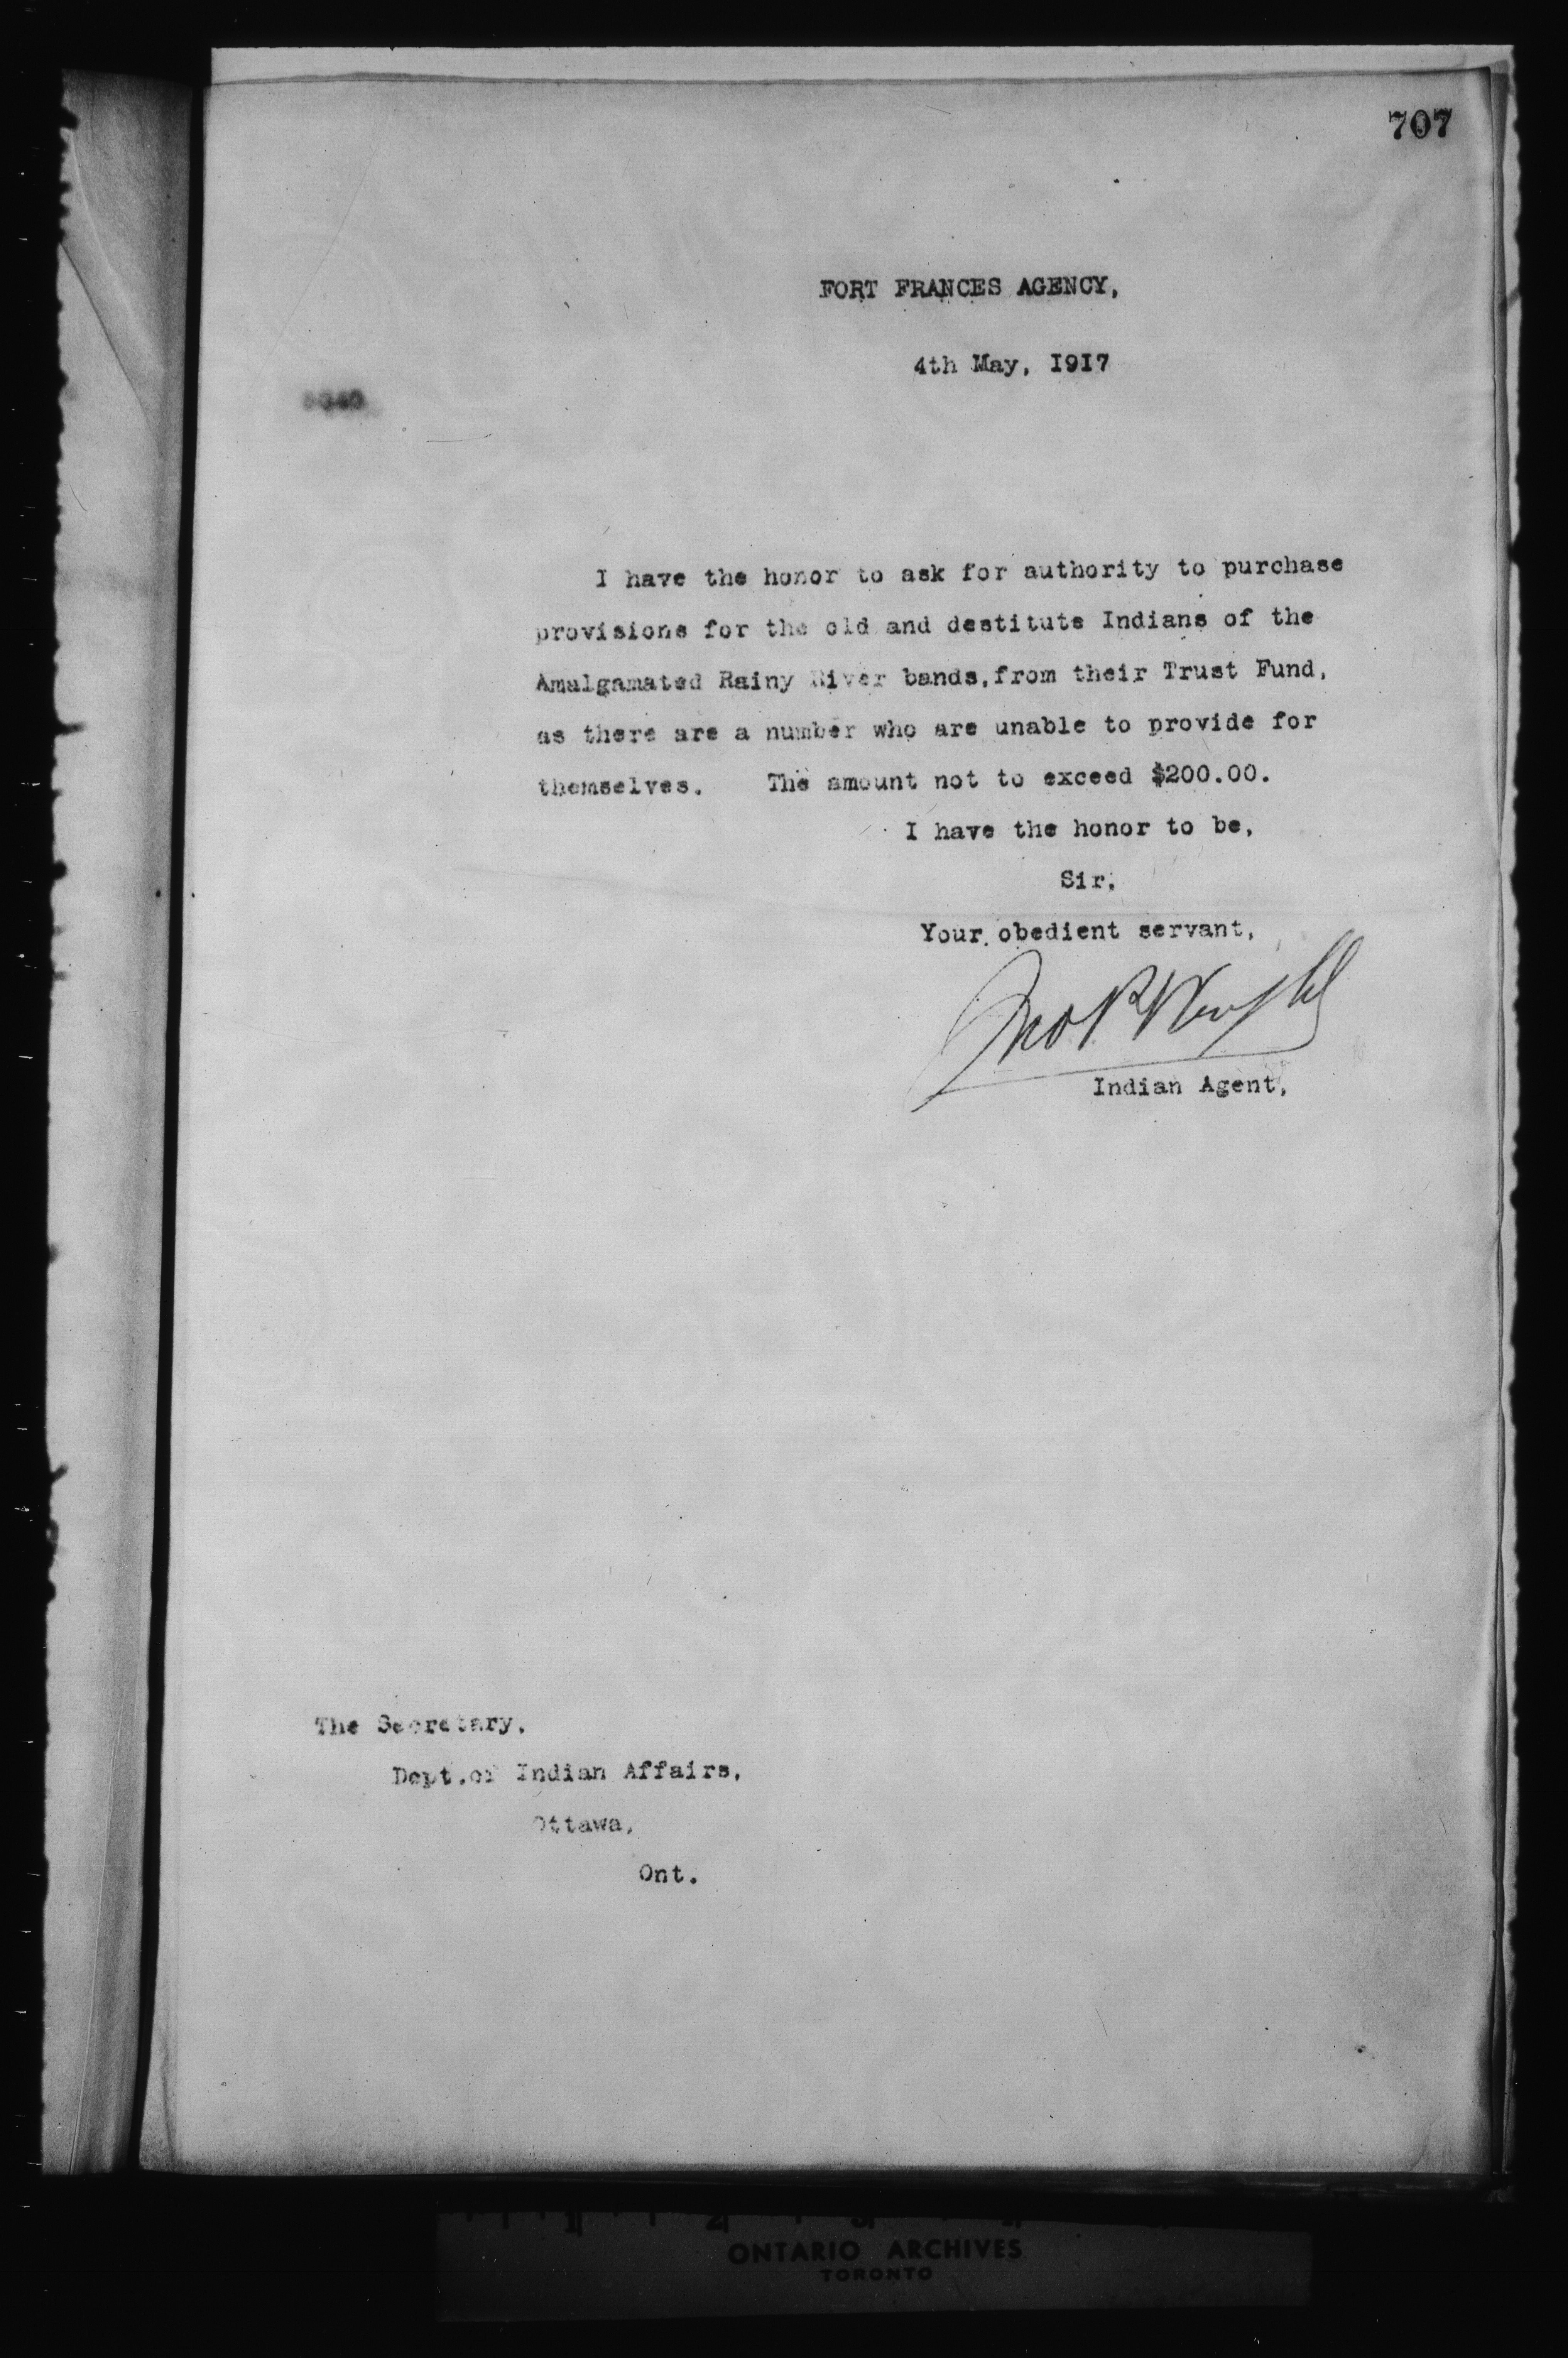 707
FORT FRANCES AGENCY,
4th May, 1917
I have the honor to ask for authority to purchase
provisions for the old and destitute Indians of the
Amalgamated Rainy River bands, from their Trust Fund,
as there are a number who are unable to provide for
themselves. The amount not to exceed $200.00.
I have the honor to be,
Sir,
Your obedient servant,
Jno P Wright
Indian Agent,
The Secretary,
Dept. of Indian Affairs,
Ottawa,
Ont.
ONTARIO ARCHIVES
TORONTO